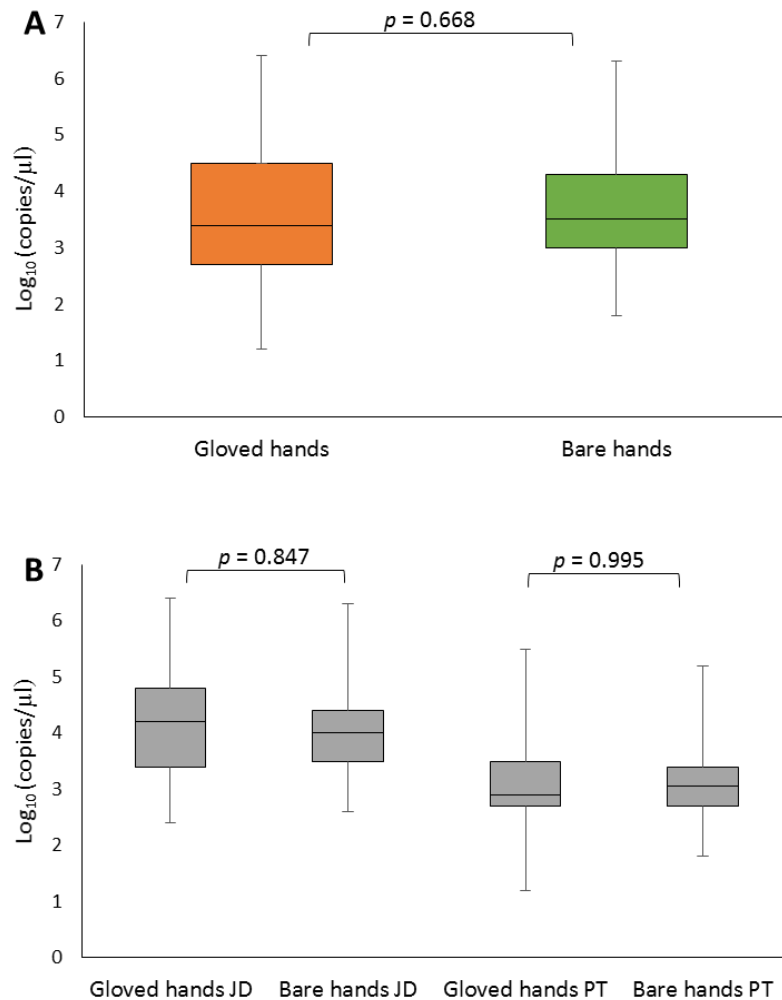 A
p = 0.668
7
6
5
4
3
2
1
0
Log₁₀ (copies/µl)
Gloved hands Bare hands
B
p = 0.847 p = 0.995
7
6
5
4
3
2
1
0
Log₁₀ (copies/µl)
Gloved hands JD Bare hands JD Gloved hands PT Bare hands PT